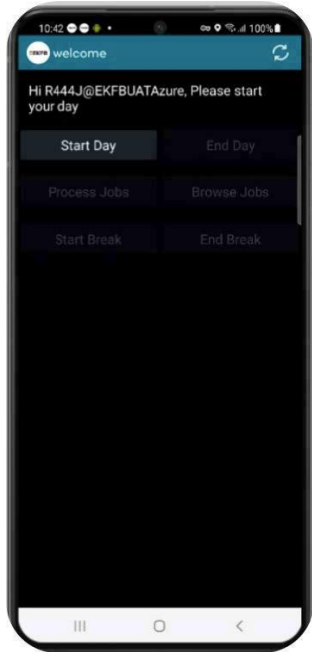 10:42
100%
EKFB welcome
Hi R444J@EKFBUATAzure, Please start
your day
Start Day
End Day
Process Jobs
Browse Jobs
Start Break
End Break